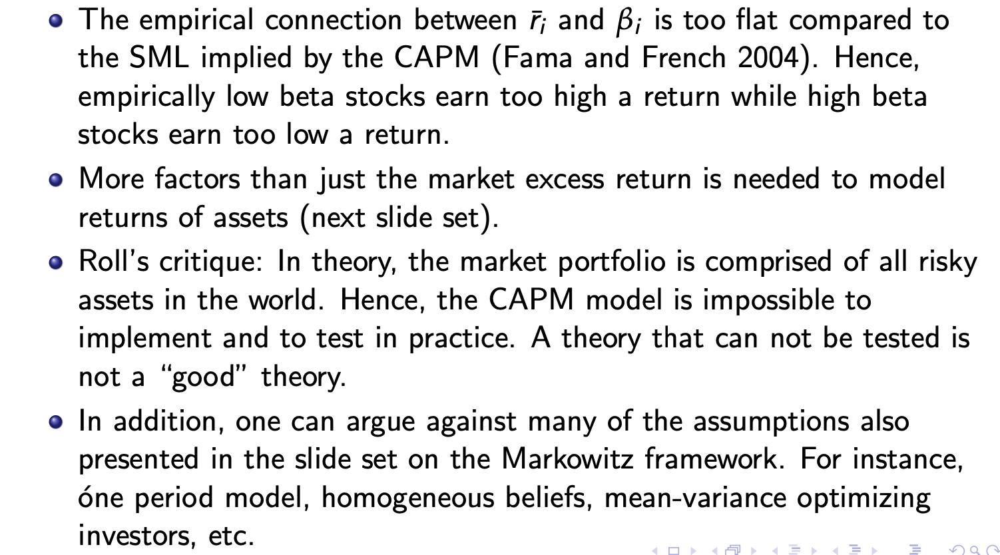 The empirical connection between r̄ᵢ and βᵢ is too flat compared to
the SML implied by the CAPM (Fama and French 2004). Hence,
empirically low beta stocks earn too high a return while high beta
stocks earn too low a return.
More factors than just the market excess return is needed to model
returns of assets (next slide set).
Roll’s critique: In theory, the market portfolio is comprised of all risky
assets in the world. Hence, the CAPM model is impossible to
implement and to test in practice. A theory that can not be tested is
not a “good” theory.
In addition, one can argue against many of the assumptions also
presented in the slide set on the Markowitz framework. For instance,
óne period model, homogeneous beliefs, mean-variance optimizing
investors, etc.